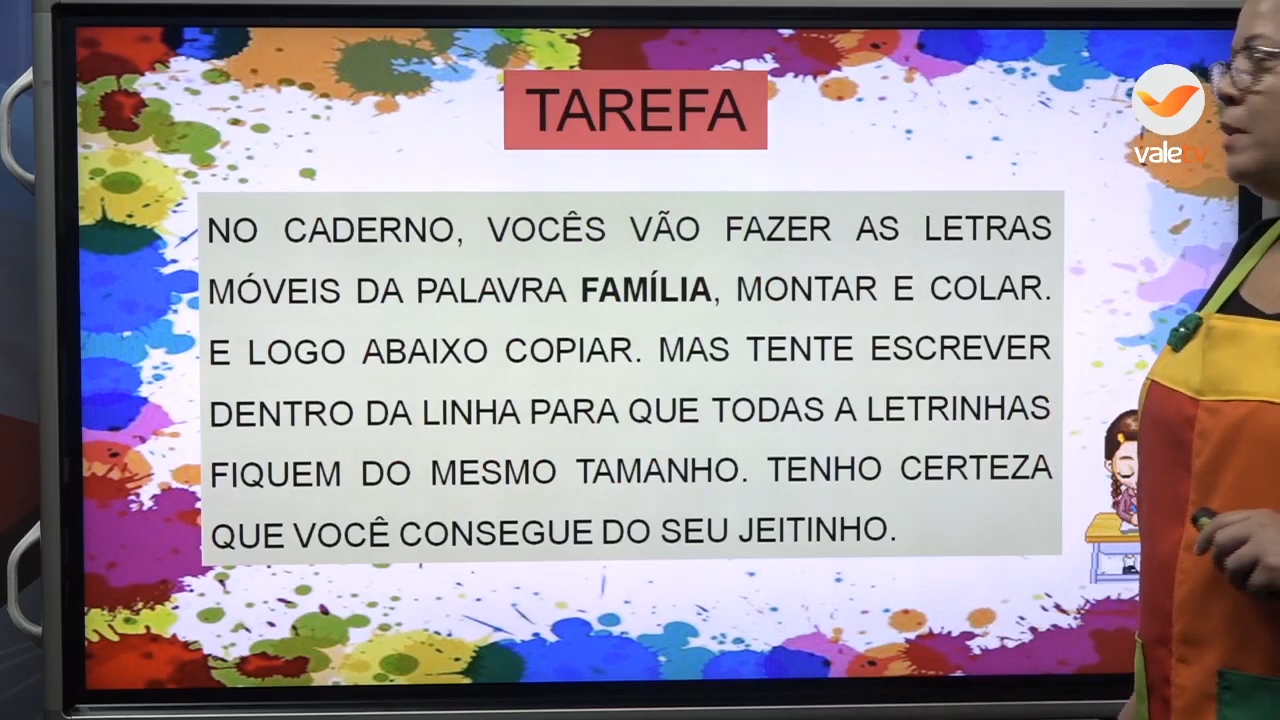 TAREFA
valetv
NO CADERNO, VOCÊS VÃO FAZER AS LETRAS
MÓVEIS DA PALAVRA FAMÍLIA, MONTAR E COLAR.
E LOGO ABAIXO COPIAR. MAS TENTE ESCREVER
DENTRO DA LINHA PARA QUE TODAS A LETRINHAS
FIQUEM DO MESMO TAMANHO. TENHO CERTEZA
QUE VOCÊ CONSEGUE DO SEU JEITINHO.